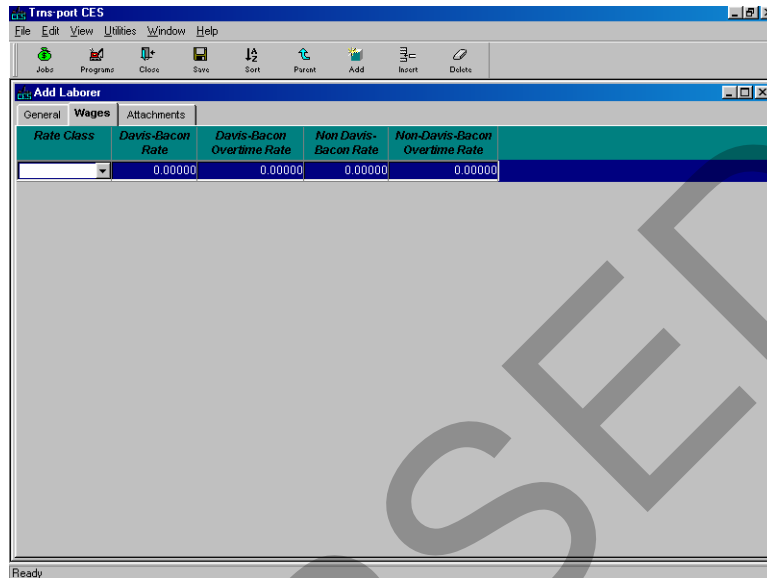 Trns·port CES
File Edit View Utilities Window Help
Jobs Programs Close Save Sort Parent Add Insert Delete
Add Laborer
General Wages Attachments
Rate Class Davis-Bacon Rate Davis-Bacon Overtime Rate Non Davis-Bacon Rate Non-Davis-Bacon Overtime Rate
0.00000 0.00000 0.00000 0.00000
Ready